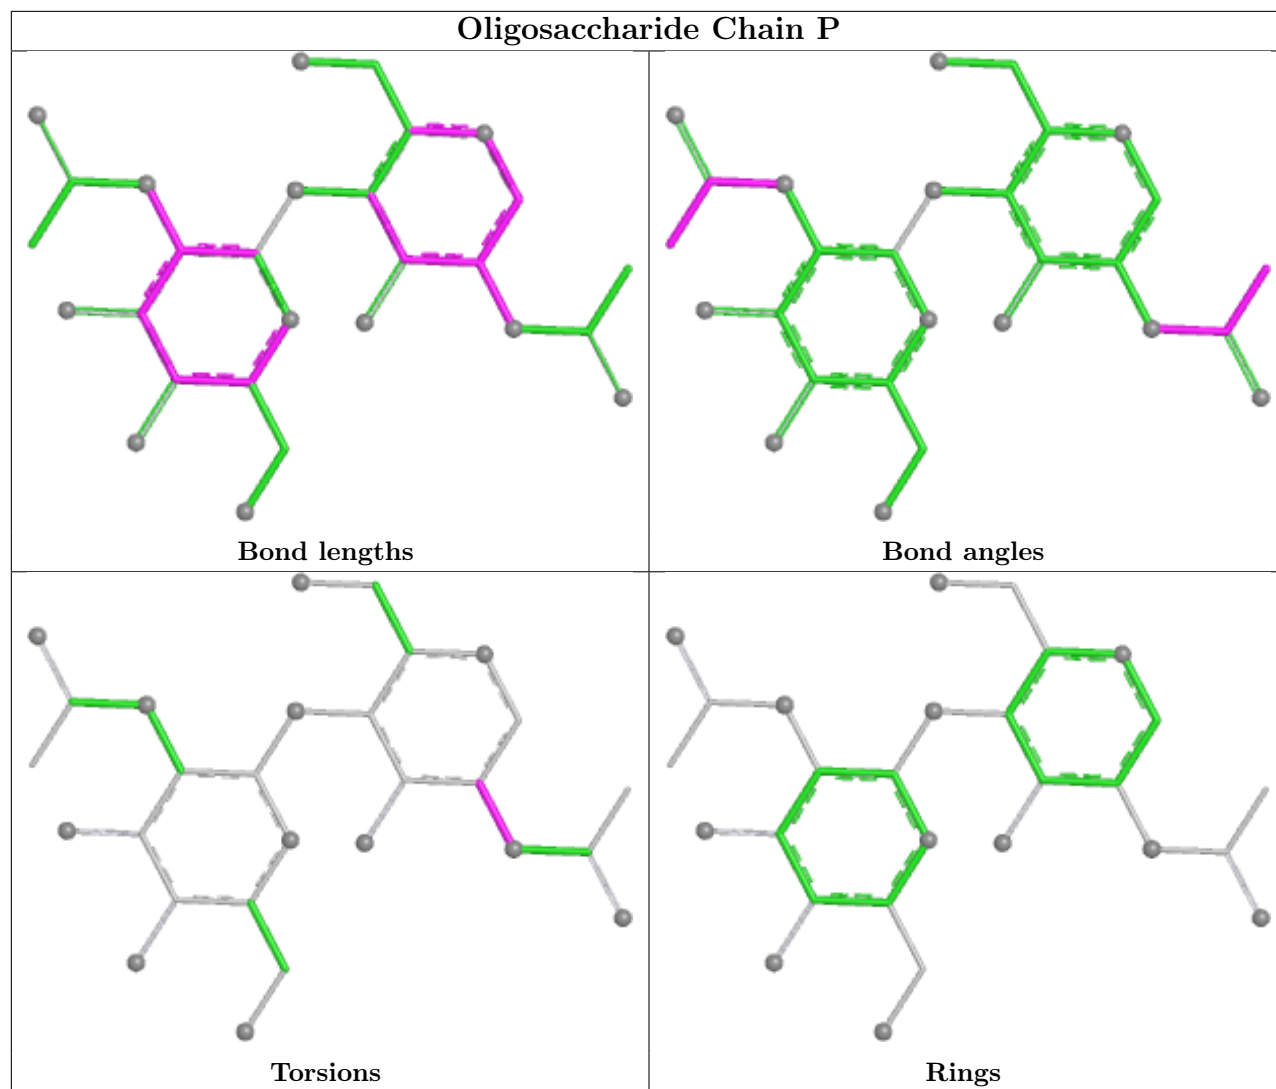 Oligosaccharide Chain P
Bond lengths
Bond angles
Torsions
Rings